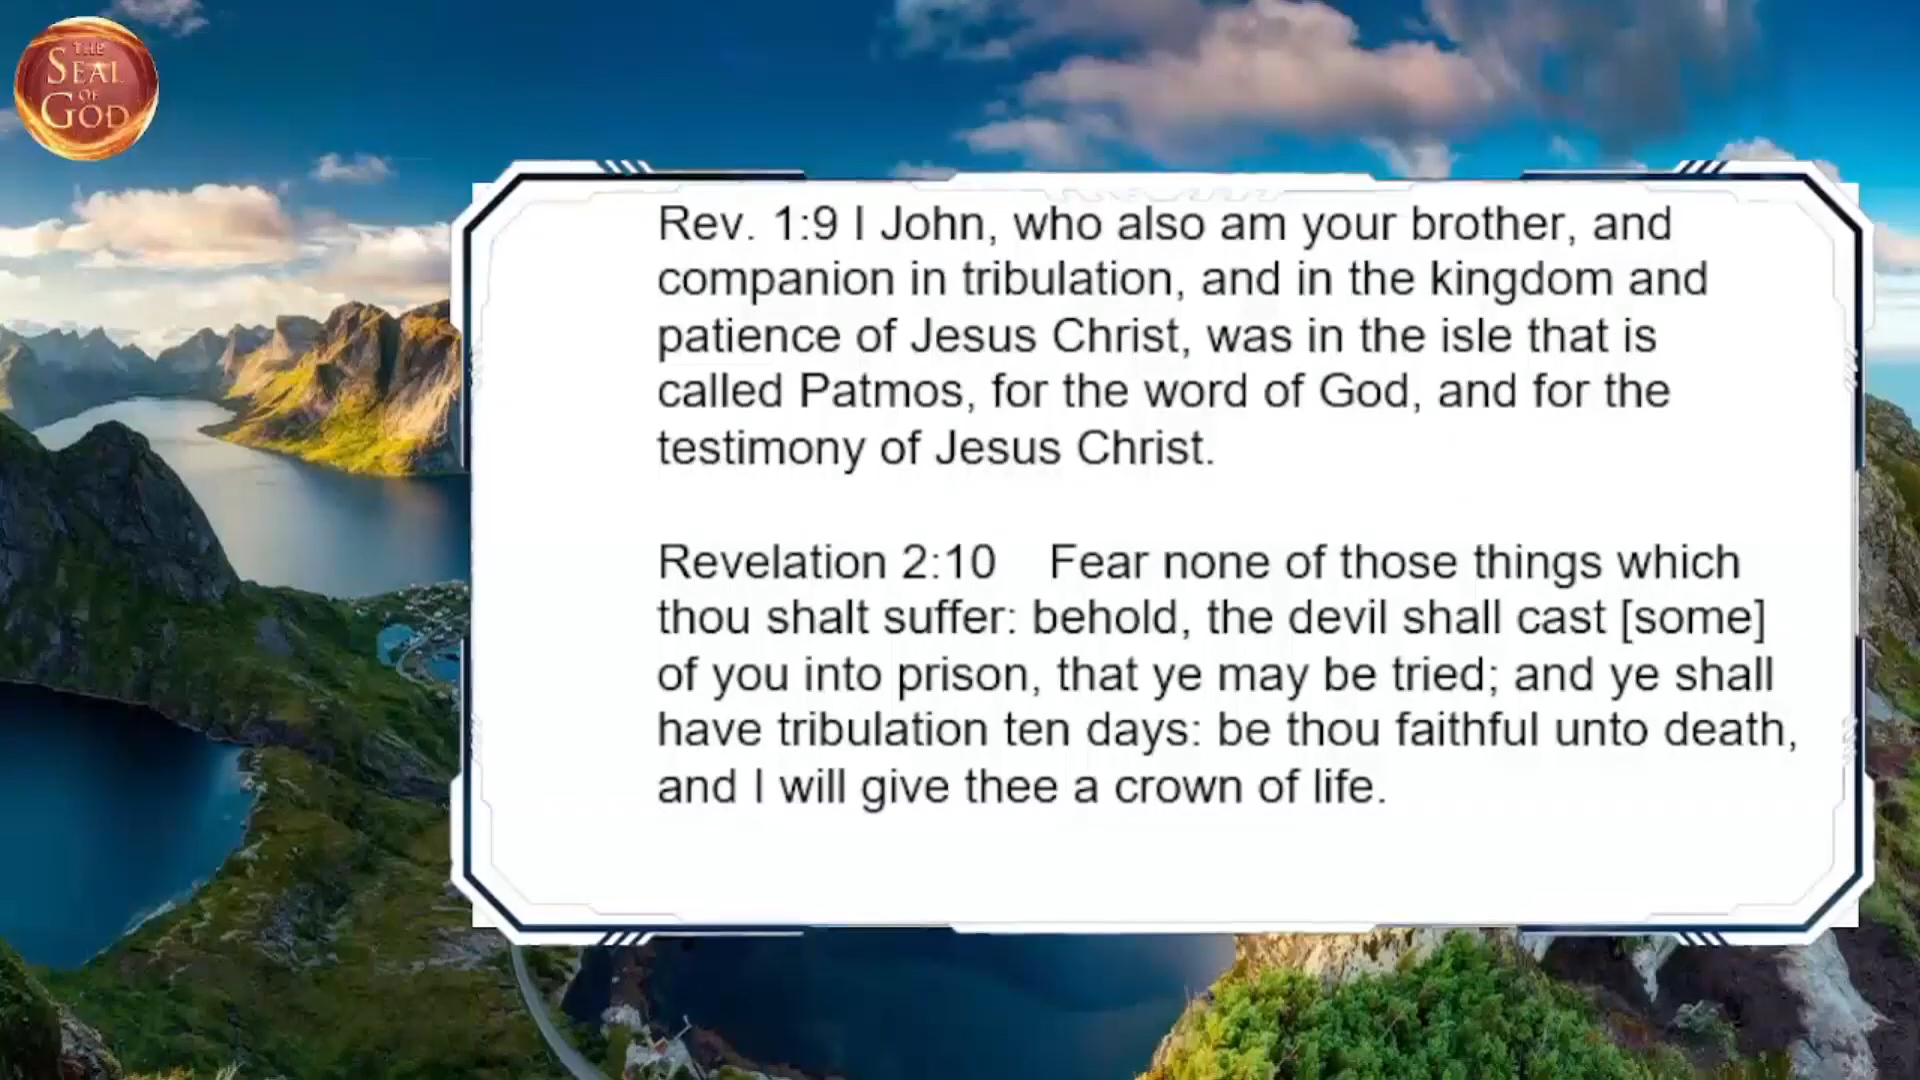 THE
SEAL
OF
GOD
Rev. 1:9 I John, who also am your brother, and
companion in tribulation, and in the kingdom and
patience of Jesus Christ, was in the isle that is
called Patmos, for the word of God, and for the
testimony of Jesus Christ.
Revelation 2:10 Fear none of those things which
thou shalt suffer: behold, the devil shall cast [some]
of you into prison, that ye may be tried; and ye shall
have tribulation ten days: be thou faithful unto death,
and I will give thee a crown of life.